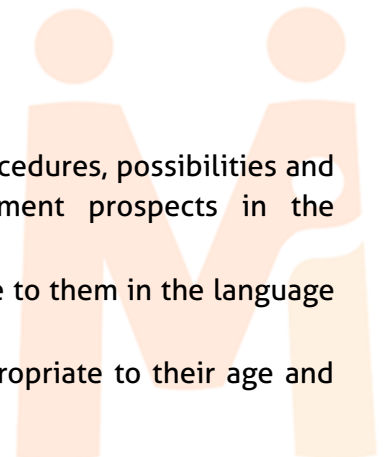 cedures, possibilities and
ment prospects in the
e to them in the language
ropriate to their age and